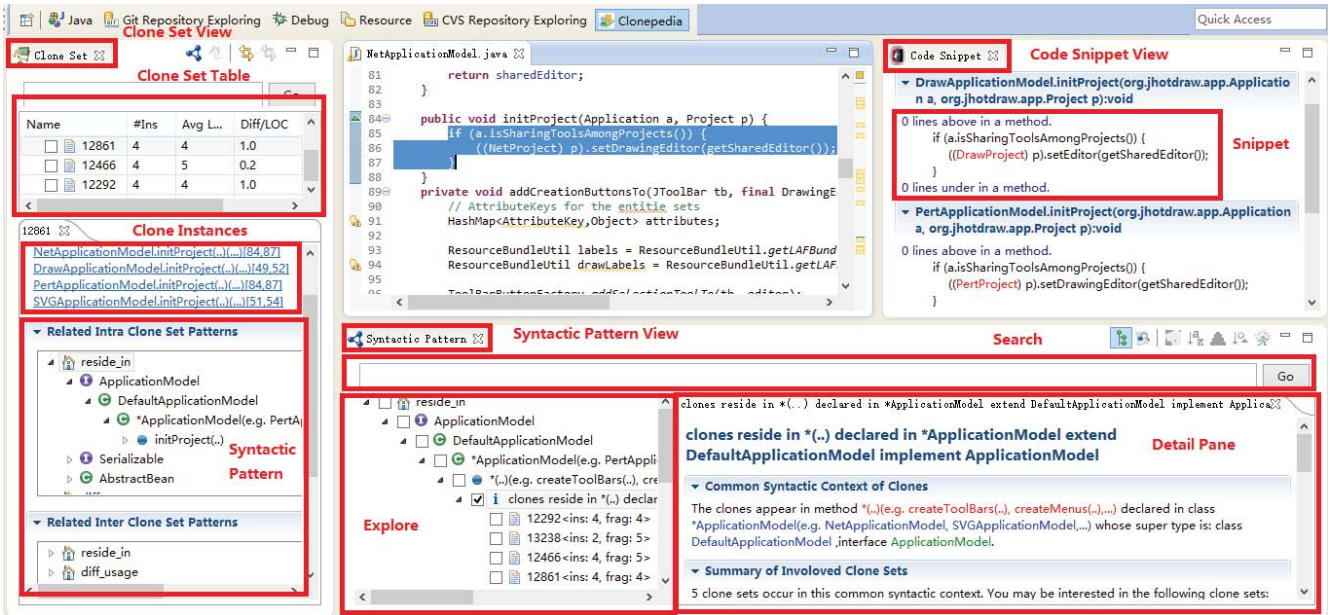 Java Git Repository Exploring Debug Resource CVS Repository Exploring Clonepedia
Quick Access
Clone Set View
Clone Set
Clone Set Table
Name #Ins Avg L... Diff/LOC
12861 4 4 1.0
12466 4 5 0.2
12292 4 4 1.0
12861
Clone Instances
NetApplicationModel.initProject(..)(...)[84,87]
DrawApplicationModel.initProject(..)(...)[49,52]
PertApplicationModel.initProject(..)(...)[84,87]
SVGApplicationModel.initProject(..)(...)[51,54]
Related Intra Clone Set Patterns
reside_in
ApplicationModel
DefaultApplicationModel
*ApplicationModel(e.g. PertAp
initProject(..)
Serializable
AbstractBean
Syntactic
Pattern
Related Inter Clone Set Patterns
reside_in
diff_usage
NetApplicationModel.java
81 return sharedEditor;
82 }
83
84 public void initProject(Application a, Project p) {
85 if (a.isSharingToolsAmongProjects()) {
86 ((NetProject) p).setDrawingEditor(getSharedEditor());
87 }
88 }
89 private void addCreationButtonsTo(JToolBar tb, final DrawingE
90 // AttributeKeys for the entitie sets
91 HashMap<AttributeKey,Object> attributes;
92
93 ResourceBundleUtil labels = ResourceBundleUtil.getLAFBund
94 ResourceBundleUtil drawLabels = ResourceBundleUtil.getLAF
95
Code Snippet
Code Snippet View
DrawApplicationModel.initProject(org.jhotdraw.app.Applicatio
n a, org.jhotdraw.app.Project p):void
0 lines above in a method.
if (a.isSharingToolsAmongProjects()) {
((DrawProject) p).setEditor(getSharedEditor());
}
0 lines under in a method.
Snippet
PertApplicationModel.initProject(org.jhotdraw.app.Application
a, org.jhotdraw.app.Project p):void
0 lines above in a method.
if (a.isSharingToolsAmongProjects()) {
((PertProject) p).setDrawingEditor(getSharedEditor());
}
Syntactic Pattern
Syntactic Pattern View
Search
Go
reside_in
ApplicationModel
DefaultApplicationModel
*ApplicationModel(e.g. PertAppli
*(..)(e.g. createToolBars(..), cre
clones reside in *(..) declar
12292<ins: 4, frag: 4>
13238<ins: 2, frag: 5>
12466<ins: 4, frag: 5>
12861<ins: 4, frag: 4>
Explore
clones reside in *(..) declared in *ApplicationModel extend DefaultApplicationModel implement Applica
clones reside in *(..) declared in *ApplicationModel extend
DefaultApplicationModel implement ApplicationModel
Detail Pane
Common Syntactic Context of Clones
The clones appear in method *(..)(e.g. createToolBars(..), createMenus(..),...) declared in class
*ApplicationModel(e.g. NetApplicationModel, SVGApplicationModel,...) whose super type is: class
DefaultApplicationModel ,interface ApplicationModel.
Summary of Involoved Clone Sets
5 clone sets occur in this common syntactic context. You may be interested in the following clone sets: